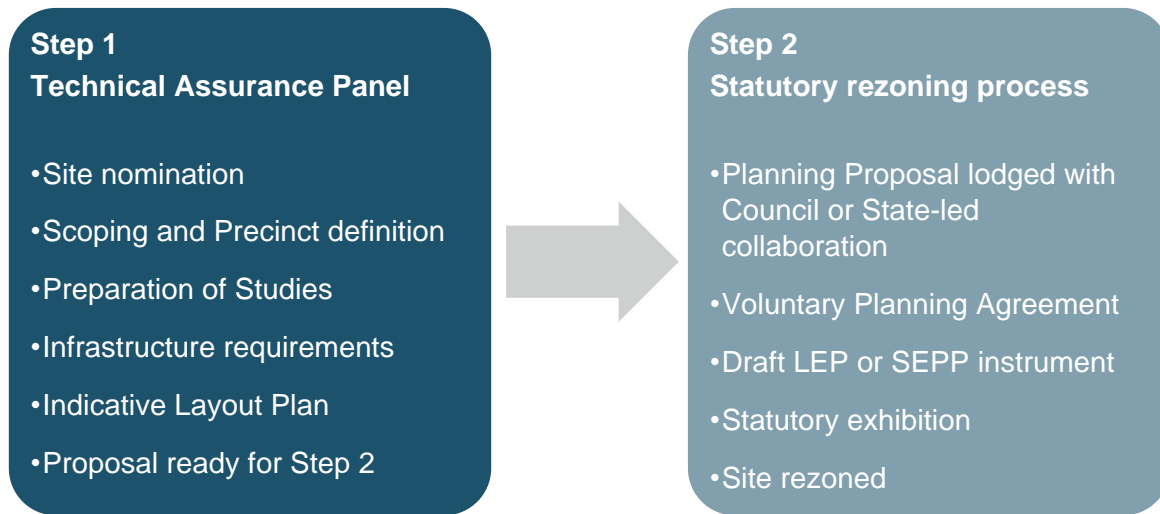 Step 1
Technical Assurance Panel
•Site nomination
•Scoping and Precinct definition
•Preparation of Studies
•Infrastructure requirements
•Indicative Layout Plan
•Proposal ready for Step 2
Step 2
Statutory rezoning process
•Planning Proposal lodged with
Council or State-led
collaboration
•Voluntary Planning Agreement
•Draft LEP or SEPP instrument
•Statutory exhibition
•Site rezoned